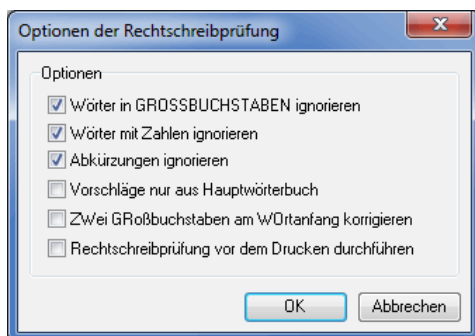 Optionen der Rechtschreibprüfung
Optionen
Wörter in GROSSBUCHSTABEN ignorieren
Wörter mit Zahlen ignorieren
Abkürzungen ignorieren
Vorschläge nur aus Hauptwörterbuch
ZWei GRoßbuchstaben am WOrtanfang korrigieren
Rechtschreibprüfung vor dem Drucken durchführen
OK Abbrechen